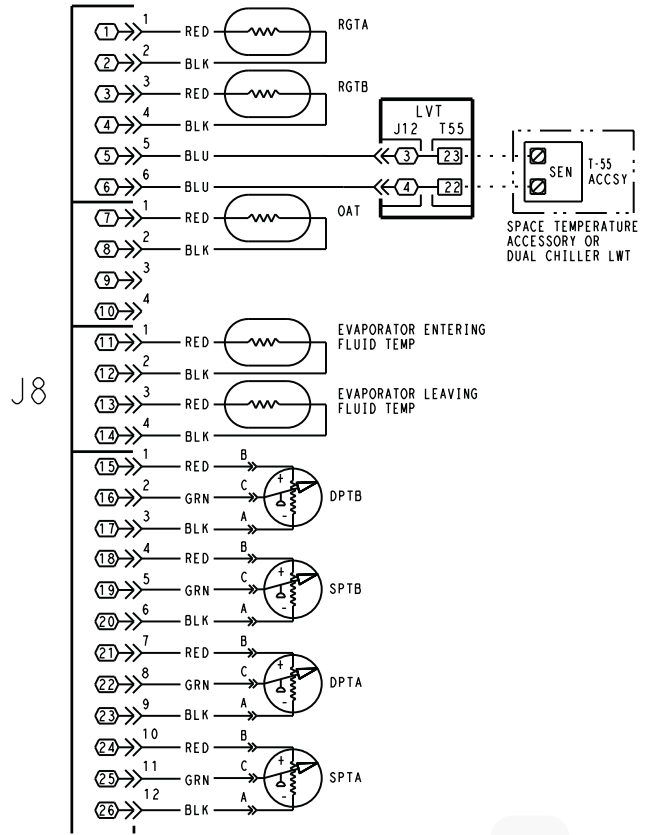 1 1 RED RGTA
2 2 BLK
3 3 RED RGTB
4 4 BLK
LVT
J12 T55
5 5 BLU 3 23
SEN T-55
ACCSY
6 6 BLU 4 22
7 1 RED OAT
SPACE TEMPERATURE
ACCESSORY OR
DUAL CHILLER LWT
8 2 BLK
9 3
10 4
11 1 RED EVAPORATOR ENTERING
FLUID TEMP
12 2 BLK
J8
13 3 RED EVAPORATOR LEAVING
FLUID TEMP
14 4 BLK
15 1 RED B
16 2 GRN C + - DPTB
17 3 BLK A
18 4 RED B
19 5 GRN C + - SPTB
20 6 BLK A
21 7 RED B
22 8 GRN C + - DPTA
23 9 BLK A
24 10 RED B
25 11 GRN C + - SPTA
26 12 BLK A